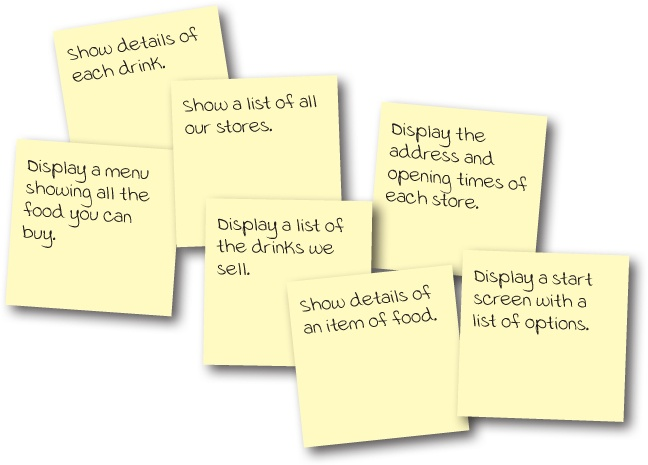 Show details of
each drink.
Show a list of all
our stores.
Display the
address and
opening times of
each store.
Display a menu
showing all the
food you can
buy.
Display a list of
the drinks we
sell.
Show details of
an item of food.
Display a start
screen with a
list of options.